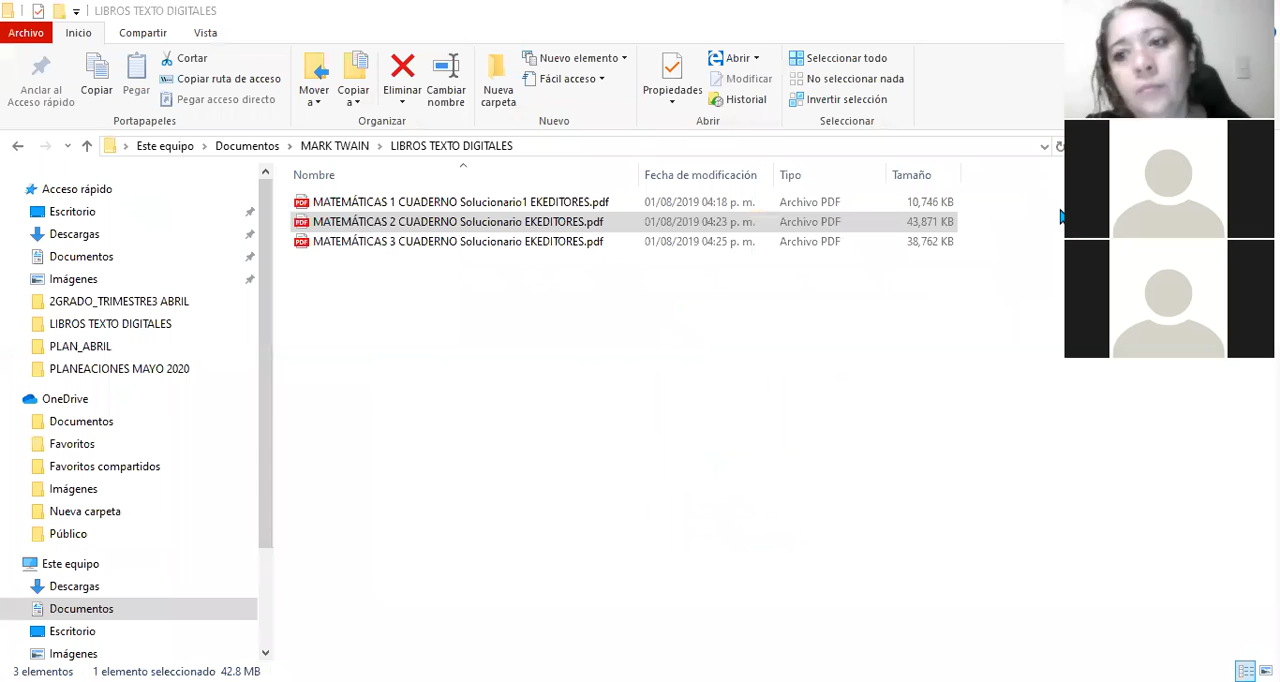 LIBROS TEXTO DIGITALES
Archivo Inicio Compartir Vista
Anclar al Acceso rápido
Copiar
Pegar
Cortar
Copiar ruta de acceso
Pegar acceso directo
Portapapeles
Mover a
Copiar a
Eliminar
Cambiar nombre
Organizar
Nueva carpeta
Nuevo elemento
Fácil acceso
Nuevo
Propiedades
Abrir
Modificar
Historial
Abrir
Seleccionar todo
No seleccionar nada
Invertir selección
Seleccionar
Este equipo > Documentos > MARK TWAIN > LIBROS TEXTO DIGITALES
Acceso rápido
Escritorio
Descargas
Documentos
Imágenes
2GRADO_TRIMESTRE3 ABRIL
LIBROS TEXTO DIGITALES
PLAN_ABRIL
PLANEACIONES MAYO 2020
OneDrive
Documentos
Favoritos
Favoritos compartidos
Imágenes
Nueva carpeta
Público
Este equipo
Descargas
Documentos
Escritorio
Imágenes
Nombre Fecha de modificación Tipo Tamaño
PDF MATEMÁTICAS 1 CUADERNO Solucionario1 EKEDITORES.pdf 01/08/2019 04:18 p. m. Archivo PDF 10,746 KB
PDF MATEMÁTICAS 2 CUADERNO Solucionario EKEDITORES.pdf 01/08/2019 04:23 p. m. Archivo PDF 43,871 KB
PDF MATEMÁTICAS 3 CUADERNO Solucionario EKEDITORES.pdf 01/08/2019 04:25 p. m. Archivo PDF 38,762 KB
3 elementos 1 elemento seleccionado 42.8 MB